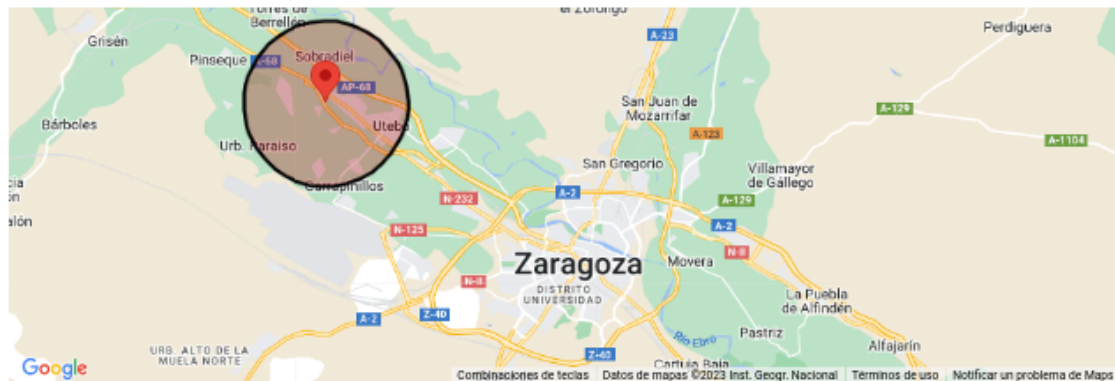 Torres de
Berrellén
el Zorongo
Perdiguera
Grisén
A-23
Pinseque
A-68
Sobradiel
AP-68
San Juan de
Mozarrifar
A-129
Bárboles
Utebo
A-123
A-1104
Urb. Paraiso
San Gregorio
Villamayor
de Gállego
Garrapinillos
A-2
N-232
A-129
alón
N-125
A-2
N-8
Zaragoza
Movera
N-8
DISTRITO
UNIVERSIDAD
La Puebla
de Alfindén
A-2
Z-40
Río Ebro
Pastriz
Alfajarín
URB. ALTO DE LA
MUELA NORTE
Z-40
Cartuja Baja
Google
Combinaciones de teclas
Datos de mapas ©2023 Inst. Geogr. Nacional
Términos de uso
Notificar un problema de Maps